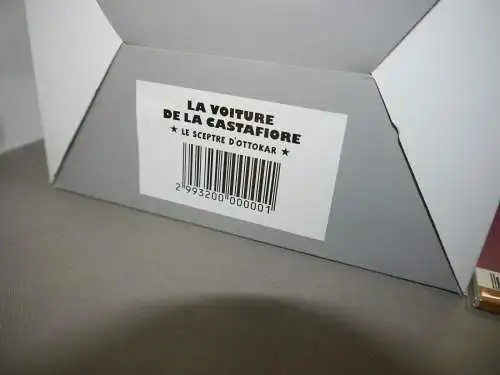 LA VOITURE
DE LA CASTAFIORE
★ LE SCEPTRE D'OTTOKAR ★
2 993200 000001